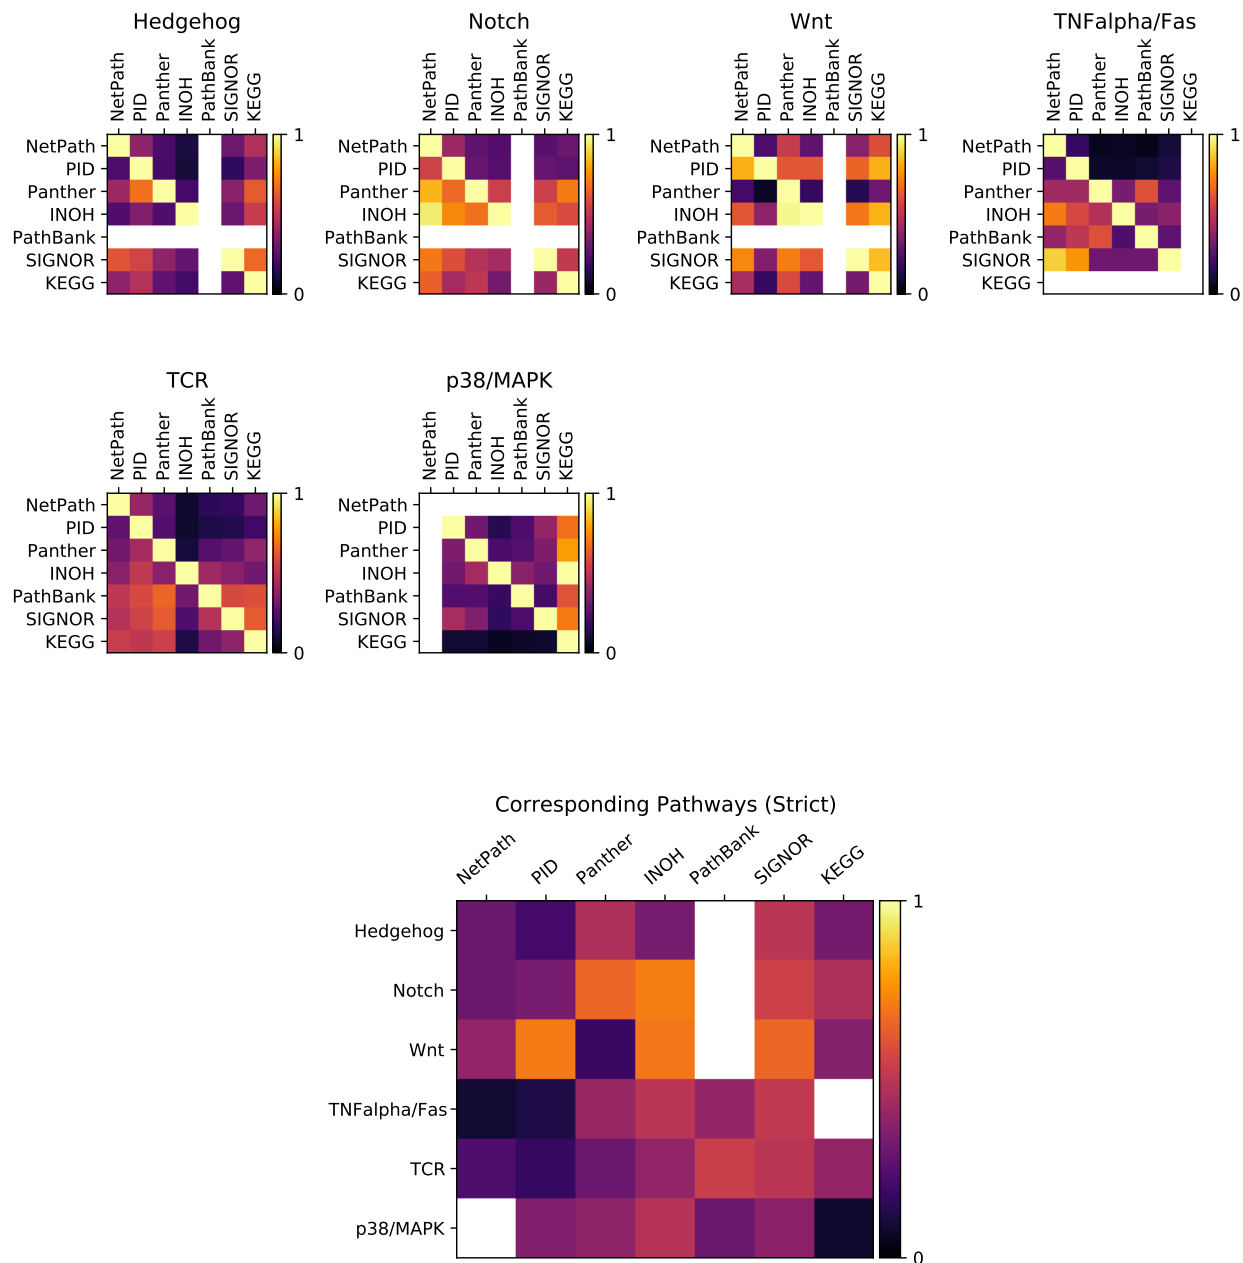 Hedgehog
NetPath
PID
Panther
INOH
PathBank
SIGNOR
KEGG
NetPath
PID
Panther
INOH
PathBank
SIGNOR
KEGG
1
0
Notch
NetPath
PID
Panther
INOH
PathBank
SIGNOR
KEGG
NetPath
PID
Panther
INOH
PathBank
SIGNOR
KEGG
1
0
Wnt
NetPath
PID
Panther
INOH
PathBank
SIGNOR
KEGG
NetPath
PID
Panther
INOH
PathBank
SIGNOR
KEGG
1
0
TNFalpha/Fas
NetPath
PID
Panther
INOH
PathBank
SIGNOR
KEGG
NetPath
PID
Panther
INOH
PathBank
SIGNOR
KEGG
1
0
TCR
NetPath
PID
Panther
INOH
PathBank
SIGNOR
KEGG
NetPath
PID
Panther
INOH
PathBank
SIGNOR
KEGG
1
0
p38/MAPK
NetPath
PID
Panther
INOH
PathBank
SIGNOR
KEGG
NetPath
PID
Panther
INOH
PathBank
SIGNOR
KEGG
1
0
Corresponding Pathways (Strict)
NetPath
PID
Panther
INOH
PathBank
SIGNOR
KEGG
Hedgehog
Notch
Wnt
TNFalpha/Fas
TCR
p38/MAPK
1
0